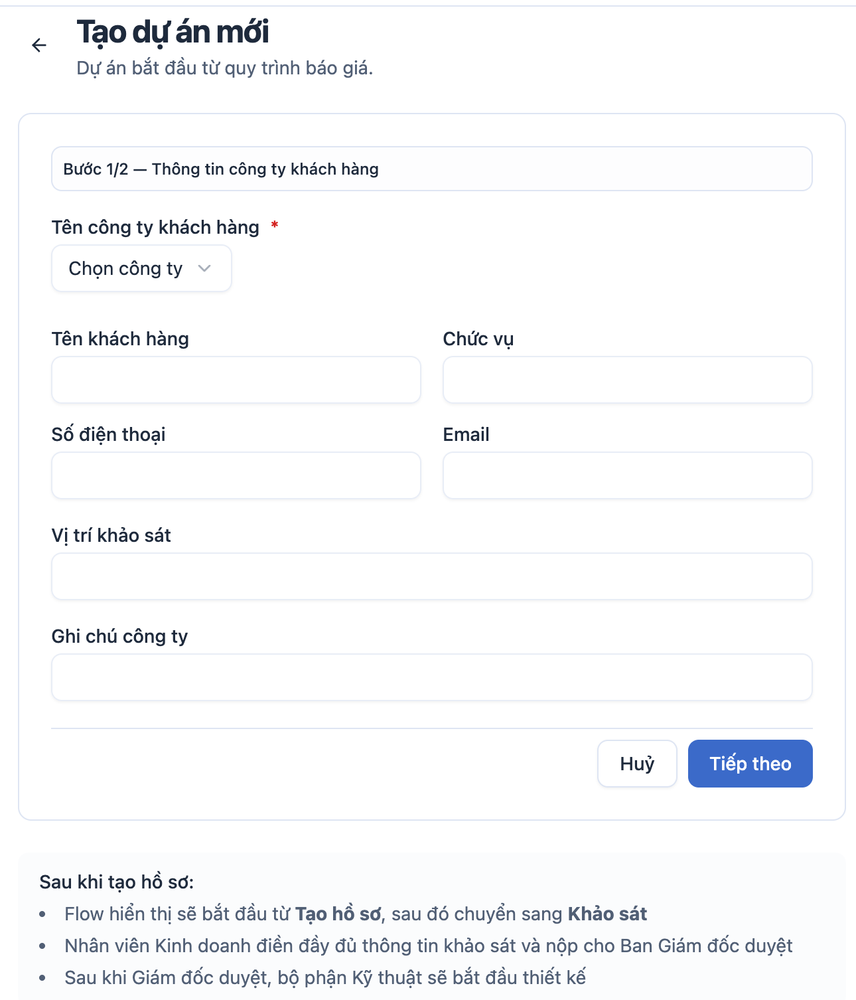 Tạo dự án mới
Dự án bắt đầu từ quy trình báo giá.
Bước 1/2 — Thông tin công ty khách hàng
Tên công ty khách hàng *
Chọn công ty
Tên khách hàng
Chức vụ
Số điện thoại
Email
Vị trí khảo sát
Ghi chú công ty
Huỷ
Tiếp theo
Sau khi tạo hồ sơ:
• Flow hiển thị sẽ bắt đầu từ Tạo hồ sơ, sau đó chuyển sang Khảo sát
• Nhân viên Kinh doanh điền đầy đủ thông tin khảo sát và nộp cho Ban Giám đốc duyệt
• Sau khi Giám đốc duyệt, bộ phận Kỹ thuật sẽ bắt đầu thiết kế